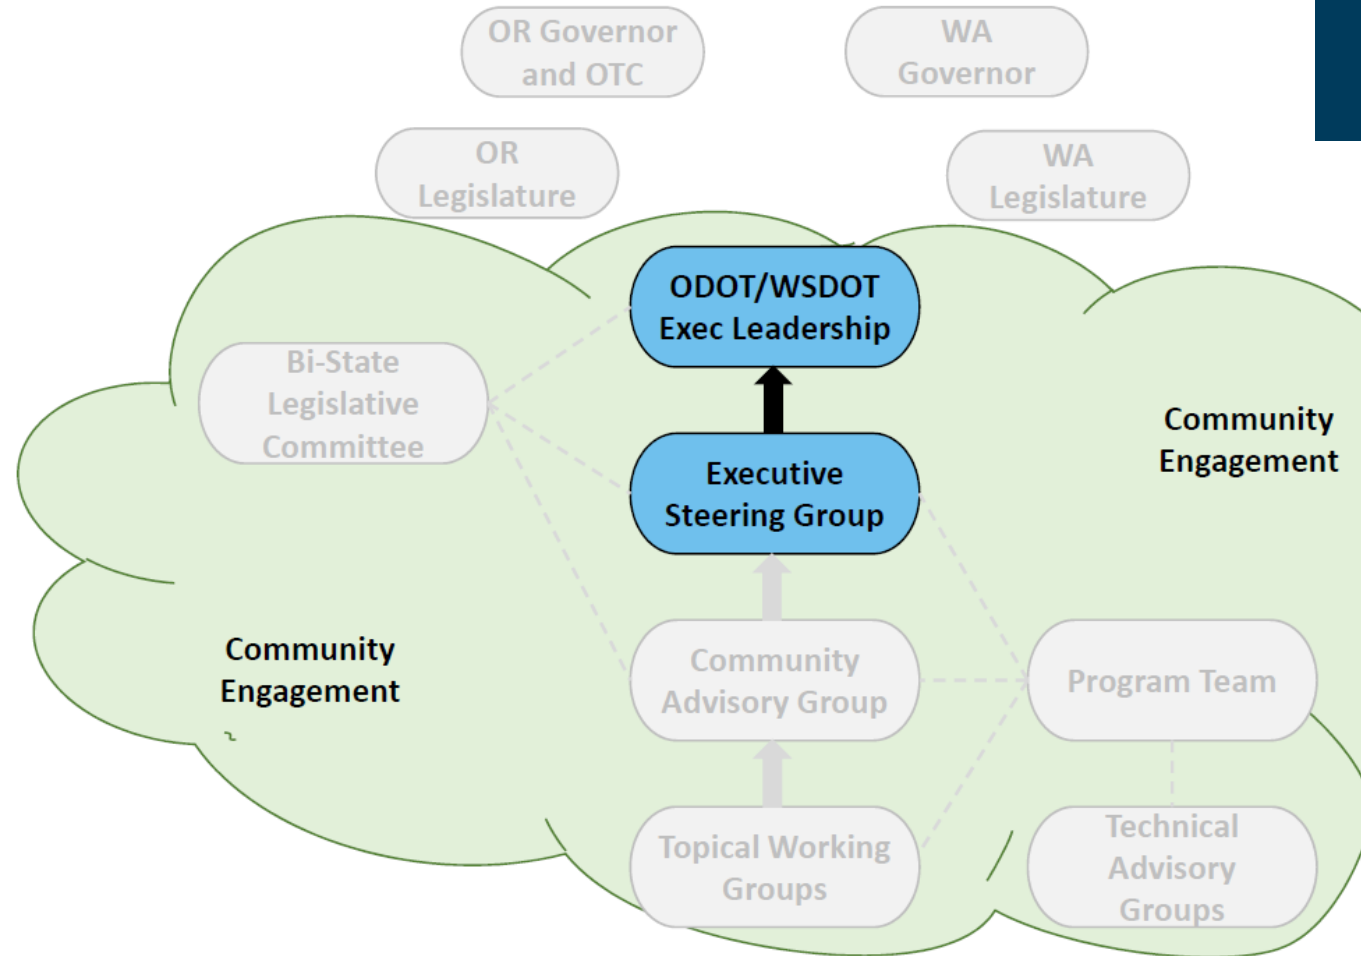 OR Governor
and OTC
WA
Governor
OR
Legislature
WA
Legislature
ODOT/WSDOT
Exec Leadership
Bi-State
Legislative
Committee
Community
Engagement
Executive
Steering Group
Community
Engagement
Community
Advisory Group
Program Team
Topical Working
Groups
Technical
Advisory
Groups